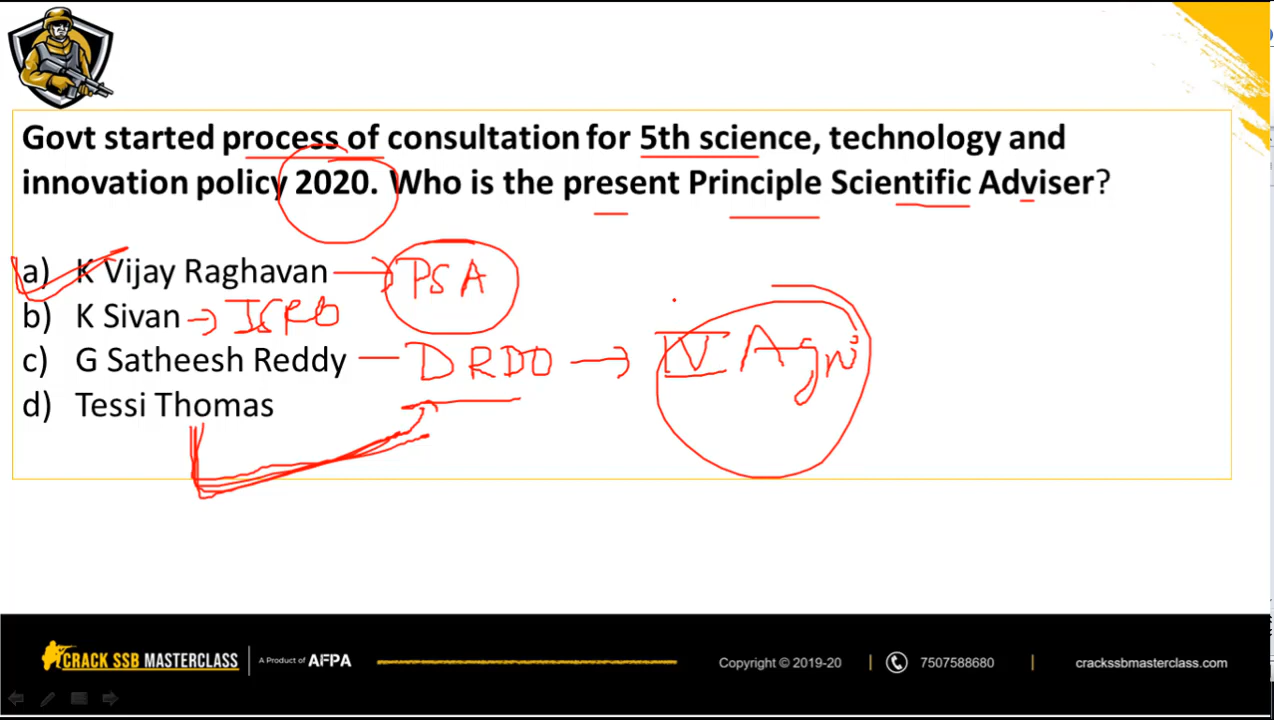 Govt started process of consultation for 5th science, technology and
innovation policy 2020. Who is the present Principle Scientific Adviser?
a) K Vijay Raghavan → PSA
b) K Sivan → ISRO
c) G Satheesh Reddy — DRDO → IV Agni
d) Tessi Thomas
CRACK SSB MASTERCLASS A Product of AFPA Copyright © 2019-20 7507588680 crackssbmasterclass.com